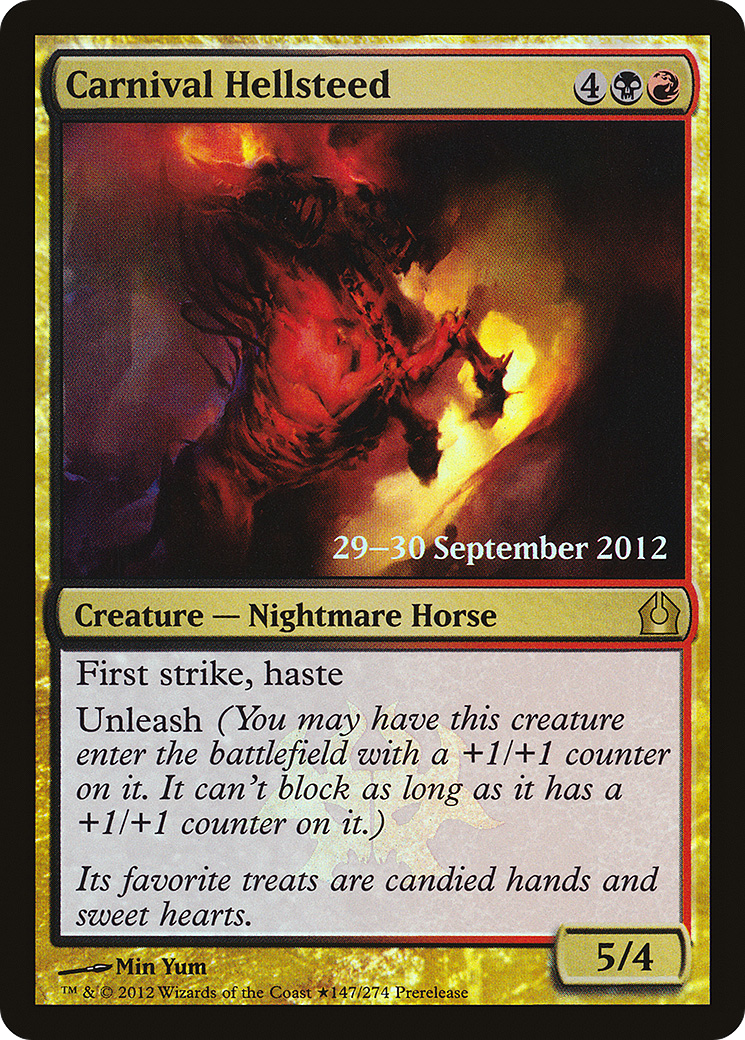 Carnival Hellsteed 4
29–30 September 2012
Creature — Nightmare Horse
First strike, haste
Unleash (You may have this creature
enter the battlefield with a +1/+1 counter
on it. It can't block as long as it has a
+1/+1 counter on it.)
Its favorite treats are candied hands and
sweet hearts.
5/4
Min Yum
™ & © 2012 Wizards of the Coast ★147/274 Prerelease